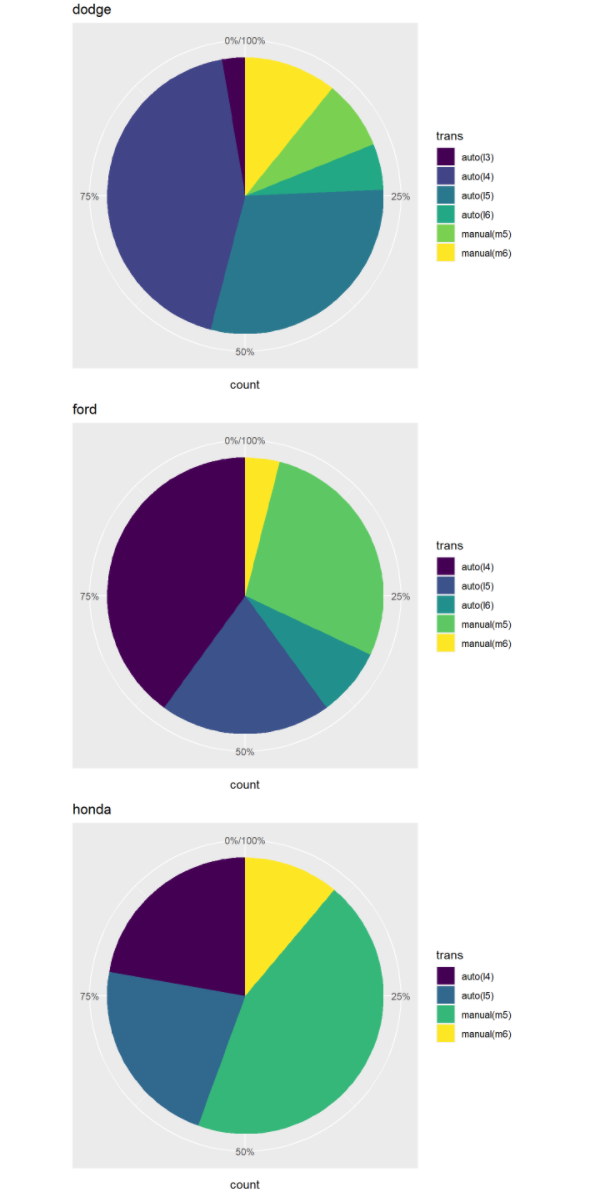 dodge
0%/100%
75%
25%
50%
count
trans
auto(l3)
auto(l4)
auto(l5)
auto(l6)
manual(m5)
manual(m6)
ford
0%/100%
75%
25%
50%
count
trans
auto(l4)
auto(l5)
auto(l6)
manual(m5)
manual(m6)
honda
0%/100%
75%
25%
50%
count
trans
auto(l4)
auto(l5)
manual(m5)
manual(m6)